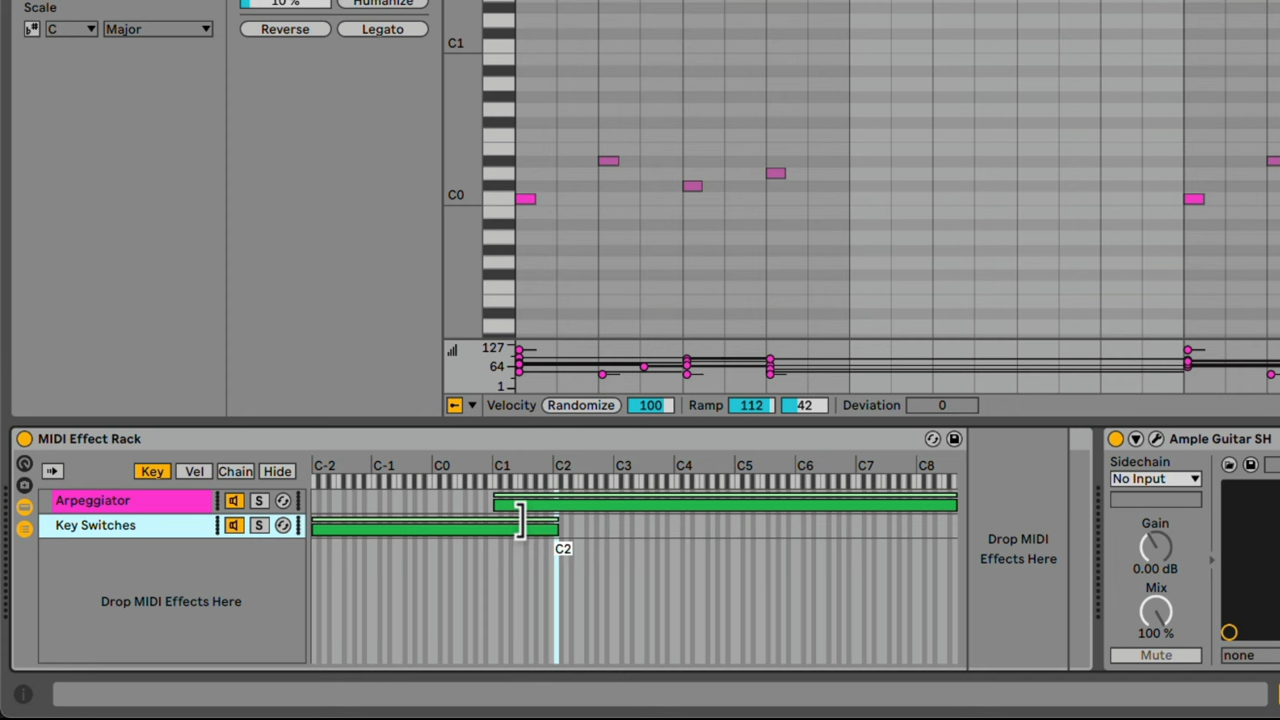 Scale
C Major
10 % Humanize
Reverse Legato
C1
C0
127
64
1
Velocity Randomize 100 Ramp 112 42 Deviation 0
MIDI Effect Rack
Key Vel Chain Hide
C-2 C-1 C0 C1 C2 C3 C4 C5 C6 C7 C8
Arpeggiator S
Key Switches S
C2
Drop MIDI Effects Here
Drop MIDI
Effects Here
Ample Guitar SH
Sidechain
No Input
Gain
0.00 dB
Mix
100 %
Mute
none